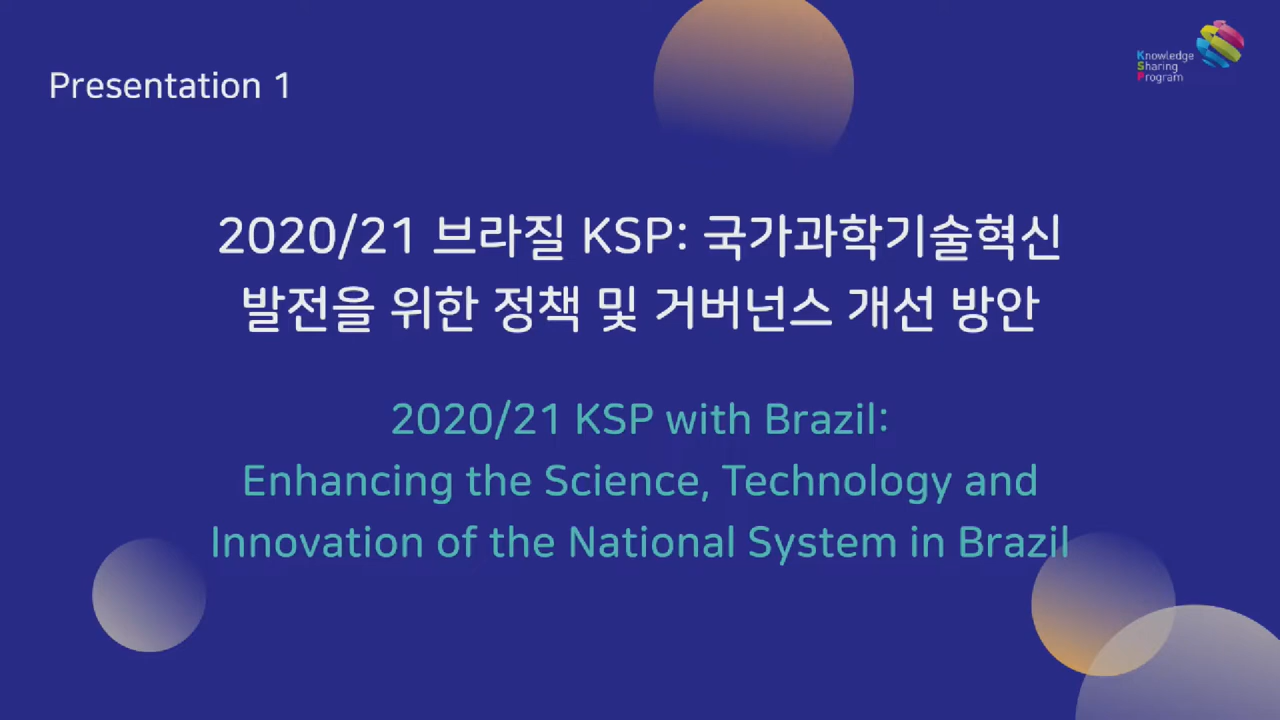 Presentation 1
Knowledge
Sharing
Program
2020/21 브라질 KSP: 국가과학기술혁신
발전을 위한 정책 및 거버넌스 개선 방안
2020/21 KSP with Brazil:
Enhancing the Science, Technology and
Innovation of the National System in Brazil